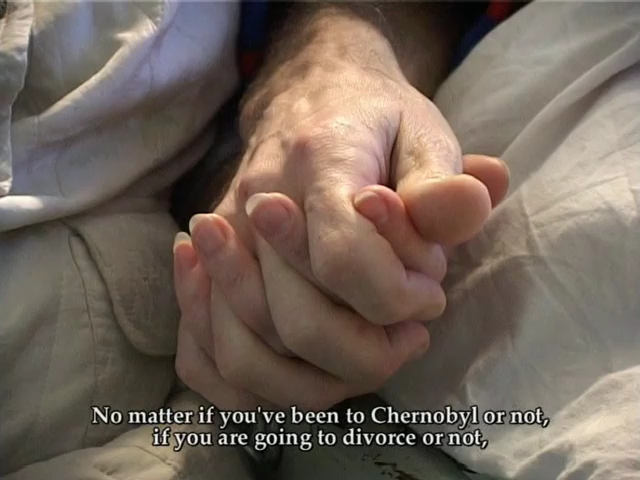 No matter if you've been to Chernobyl or not,
if you are going to divorce or not,